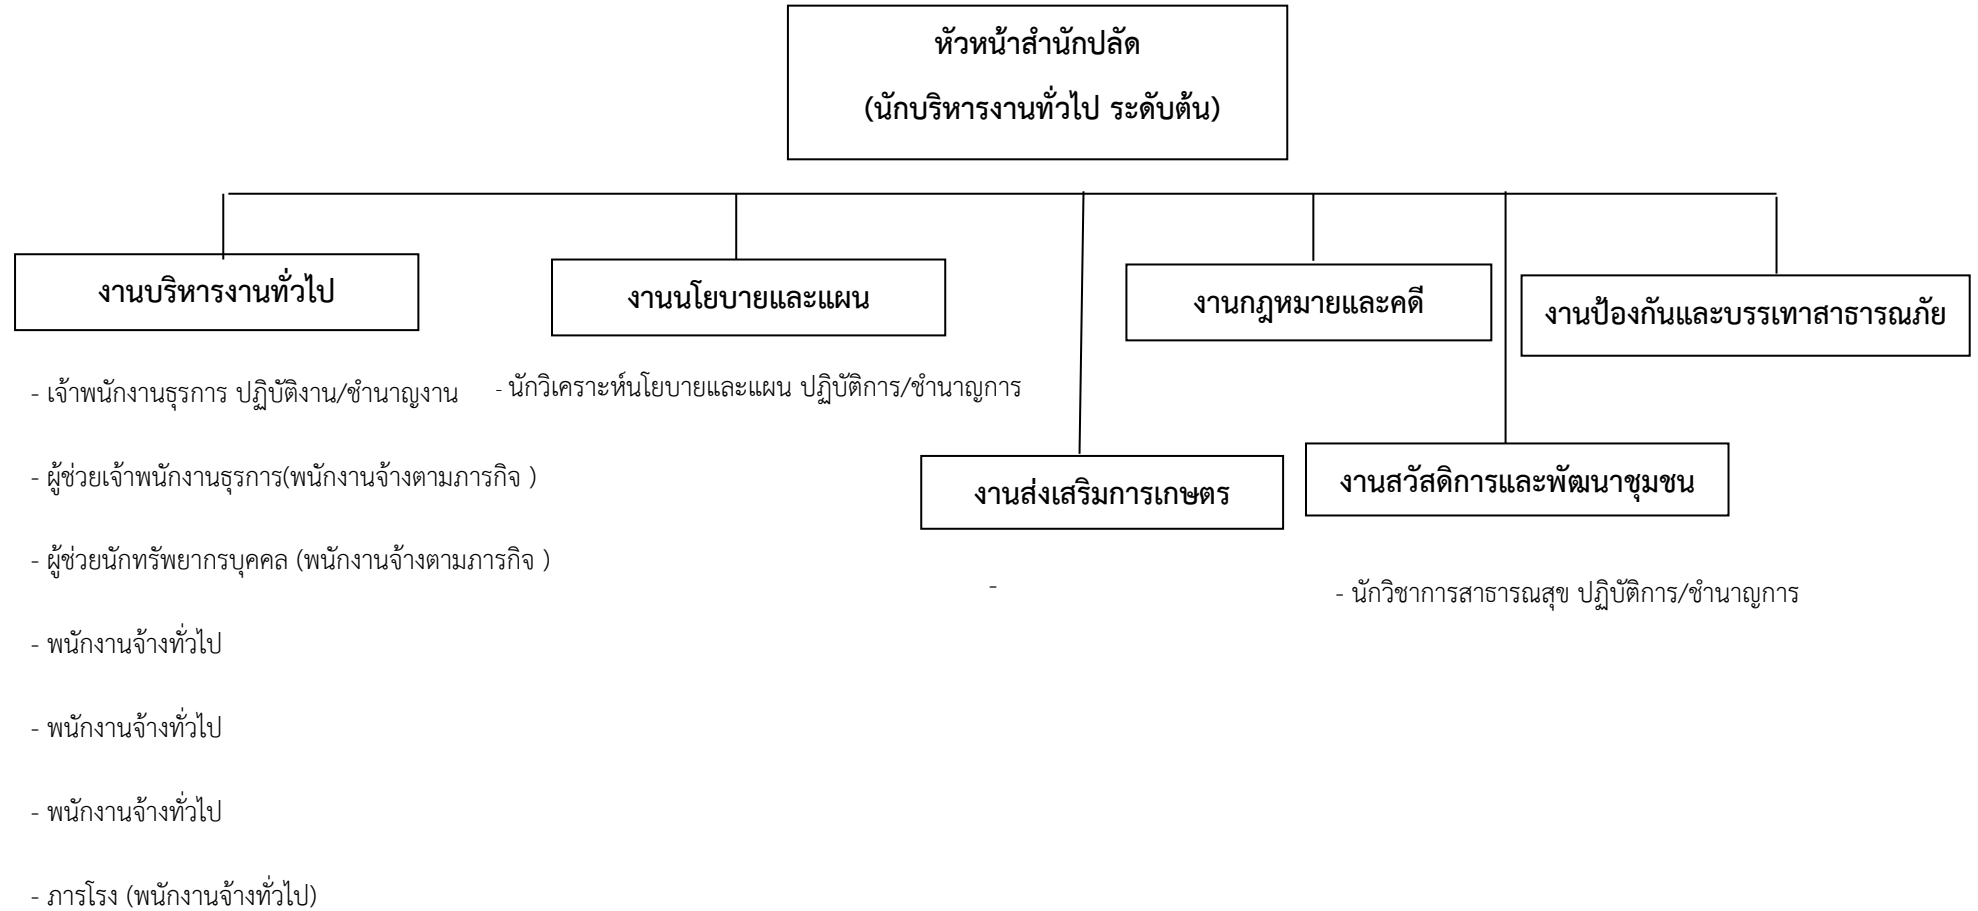 หัวหน้าสำนักปลัด
(นักบริหารงานทั่วไป ระดับต้น)
งานบริหารงานทั่วไป
งานนโยบายและแผน
งานกฎหมายและคดี
งานป้องกันและบรรเทาสาธารณภัย
- เจ้าพนักงานธุรการ ปฏิบัติงาน/ชำนาญงาน
- นักวิเคราะห์นโยบายและแผน ปฏิบัติการ/ชำนาญการ
งานส่งเสริมการเกษตร
งานสวัสดิการและพัฒนาชุมชน
- ผู้ช่วยเจ้าพนักงานธุรการ(พนักงานจ้างตามภารกิจ )
- ผู้ช่วยนักทรัพยากรบุคคล (พนักงานจ้างตามภารกิจ )
-
- นักวิชาการสาธารณสุข ปฏิบัติการ/ชำนาญการ
- พนักงานจ้างทั่วไป
- พนักงานจ้างทั่วไป
- พนักงานจ้างทั่วไป
- ภารโรง (พนักงานจ้างทั่วไป)